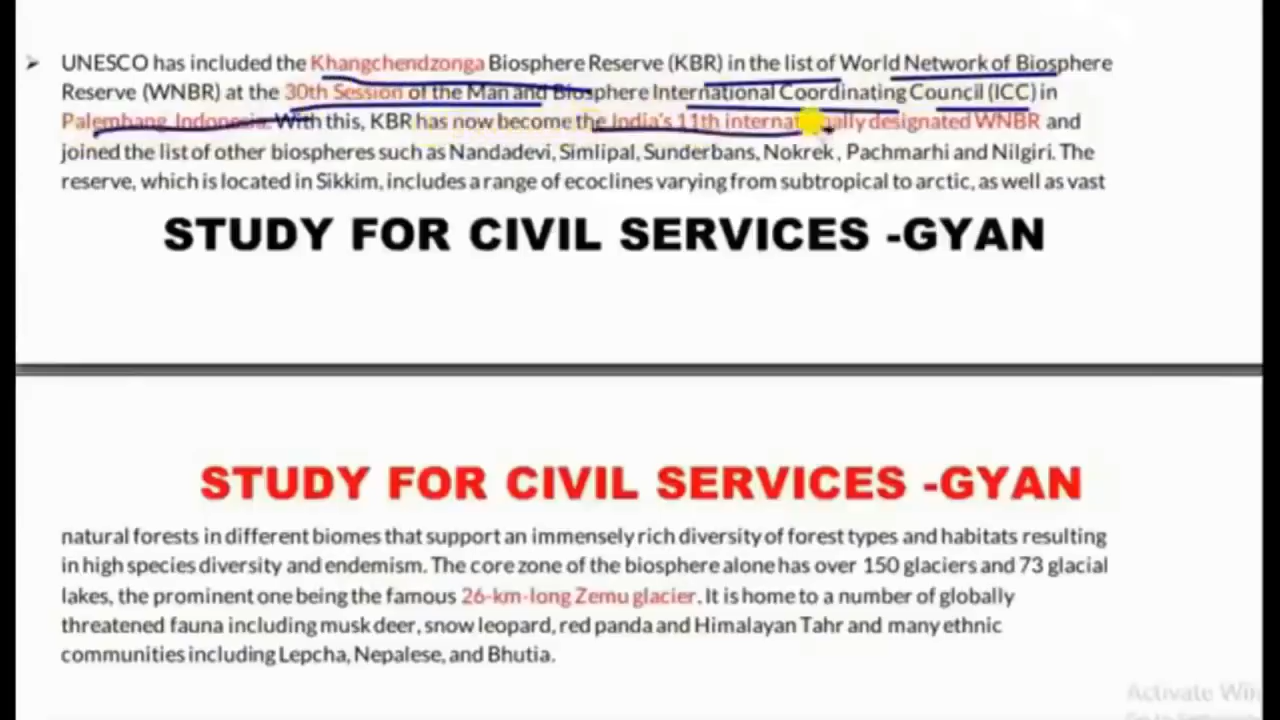 ➤ UNESCO has included the Khangchendzonga Biosphere Reserve (KBR) in the list of World Network of Biosphere
Reserve (WNBR) at the 30th Session of the Man and Biosphere International Coordinating Council (ICC) in
Palembang, Indonesia. With this, KBR has now become the India's 11th internationally designated WNBR and
joined the list of other biospheres such as Nandadevi, Simlipal, Sunderbans, Nokrek, Pachmarhi and Nilgiri. The
reserve, which is located in Sikkim, includes a range of ecoclines varying from subtropical to arctic, as well as vast
STUDY FOR CIVIL SERVICES -GYAN
STUDY FOR CIVIL SERVICES -GYAN
natural forests in different biomes that support an immensely rich diversity of forest types and habitats resulting
in high species diversity and endemism. The core zone of the biosphere alone has over 150 glaciers and 73 glacial
lakes, the prominent one being the famous 26-km-long Zemu glacier. It is home to a number of globally
threatened fauna including musk deer, snow leopard, red panda and Himalayan Tahr and many ethnic
communities including Lepcha, Nepalese, and Bhutia.
Activate Win